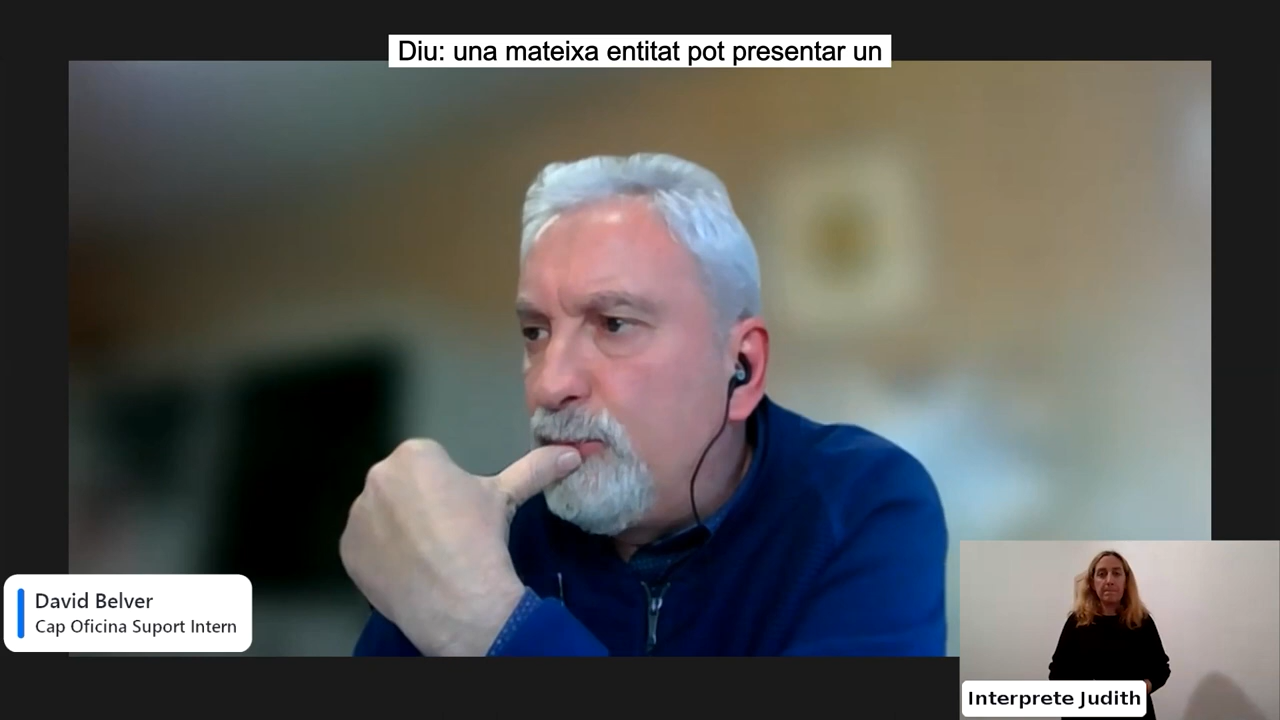 Diu: una mateixa entitat pot presentar un
David Belver
Cap Oficina Suport Intern
Interprete Judith